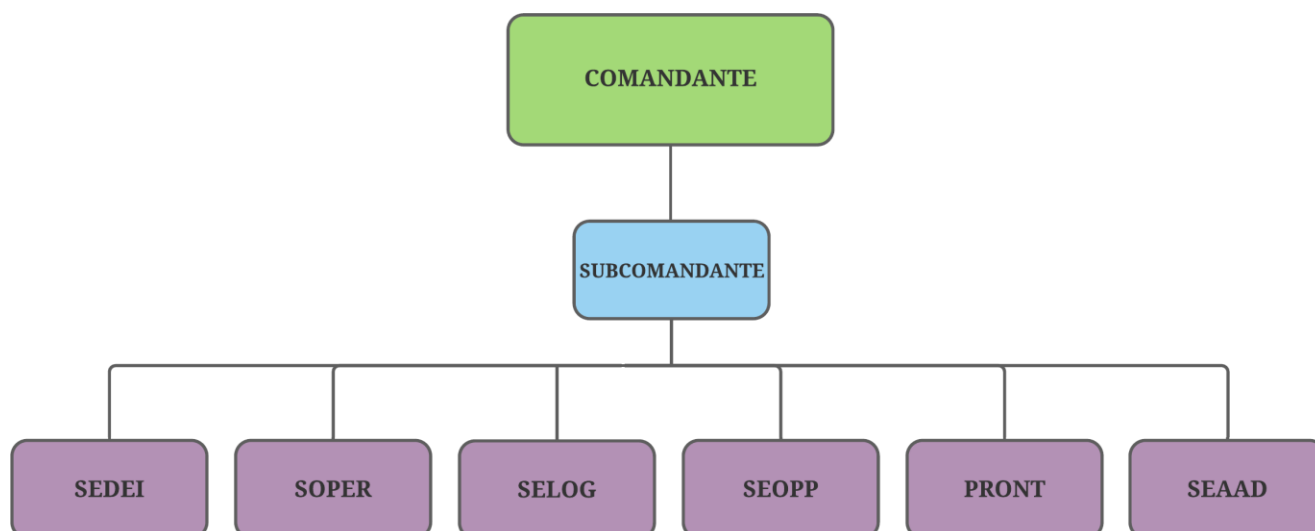 COMANDANTE
SUBCOMANDANTE
SEDEI
SOPER
SELOG
SEOPP
PRONT
SEAAD